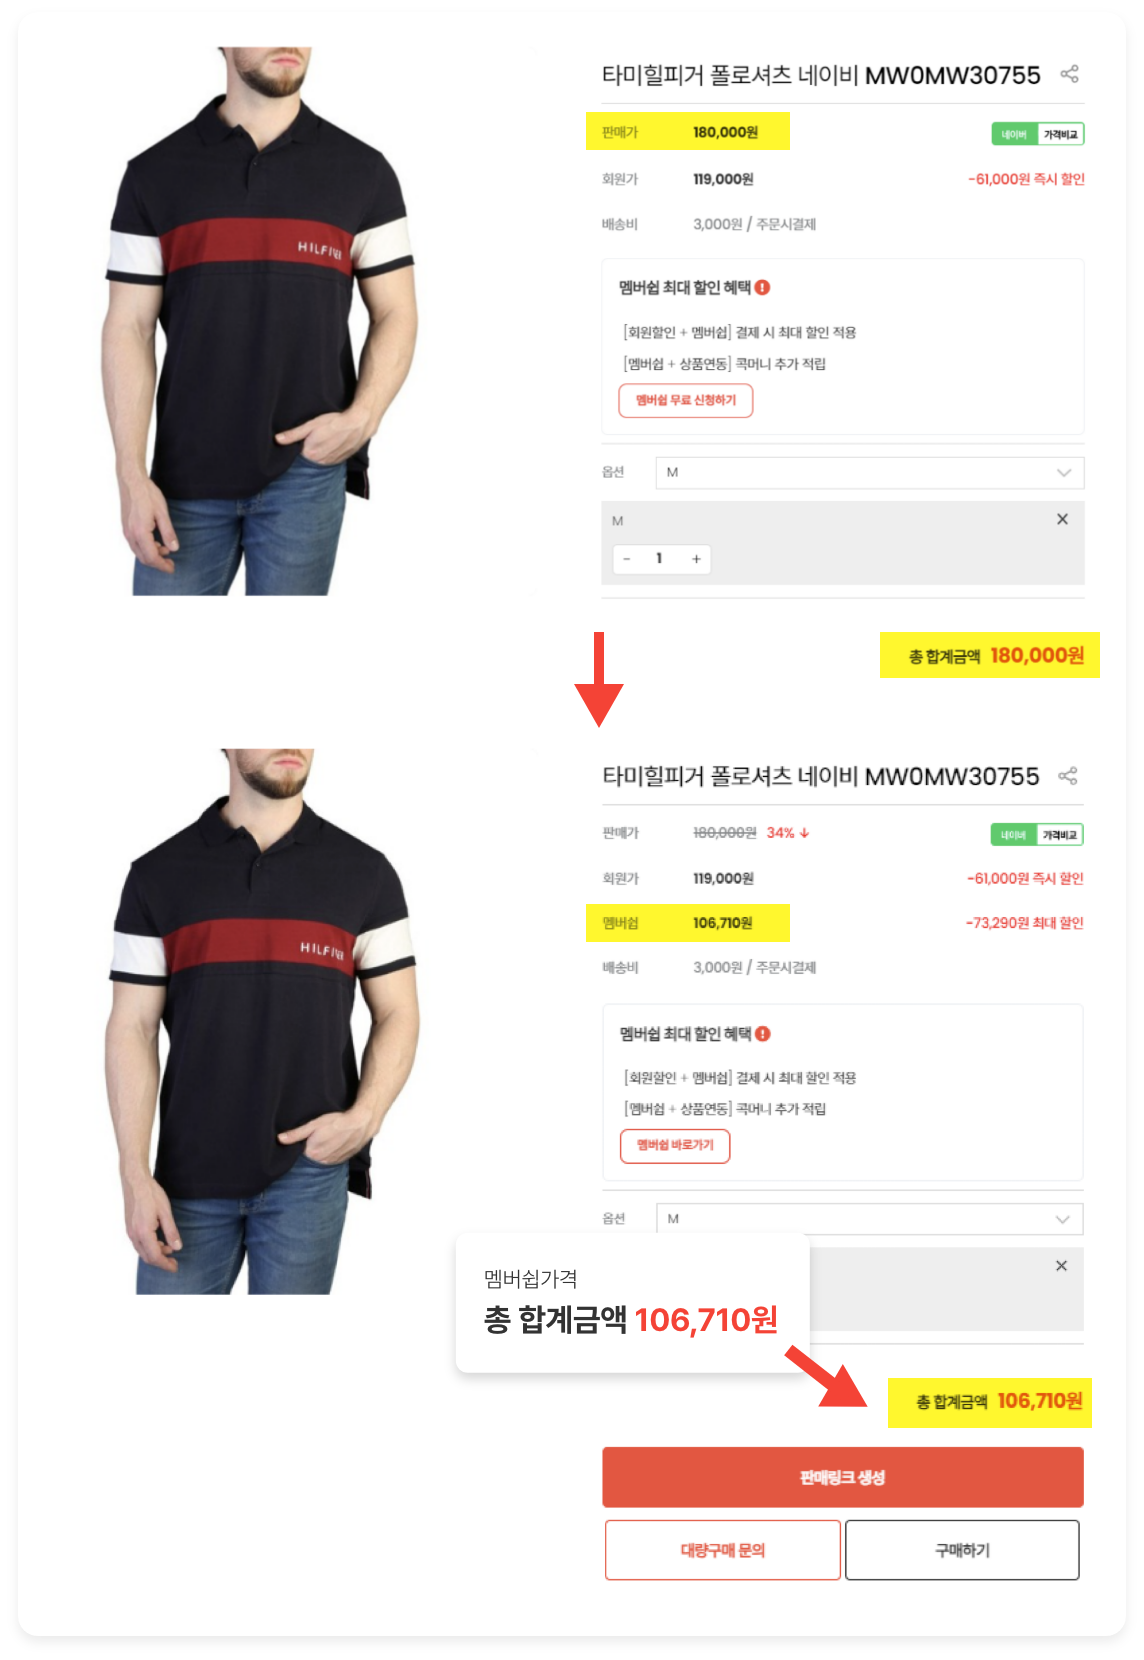 타미힐피거 폴로셔츠 네이비 MW0MW30755
판매가 180,000원 네이버 가격비교
회원가 119,000원 -61,000원 즉시 할인
배송비 3,000원 / 주문시결제
멤버쉽 최대 할인 혜택 !
[회원할인 + 멤버쉽] 결제 시 최대 할인 적용
[멤버쉽 + 상품연동] 콕머니 추가 적립
멤버쉽 무료 신청하기
옵션 M
M
- 1 +
총 합계금액 180,000원
HILFIGER
타미힐피거 폴로셔츠 네이비 MW0MW30755
판매가 180,000원 34% ↓ 네이버 가격비교
회원가 119,000원 -61,000원 즉시 할인
멤버쉽 106,710원 -73,290원 최대 할인
배송비 3,000원 / 주문시결제
멤버쉽 최대 할인 혜택 !
[회원할인 + 멤버쉽] 결제 시 최대 할인 적용
[멤버쉽 + 상품연동] 콕머니 추가 적립
멤버쉽 바로가기
옵션 M
멤버쉽가격
총 합계금액 106,710원
총 합계금액 106,710원
판매링크 생성
대량구매 문의 구매하기
HILFIGER